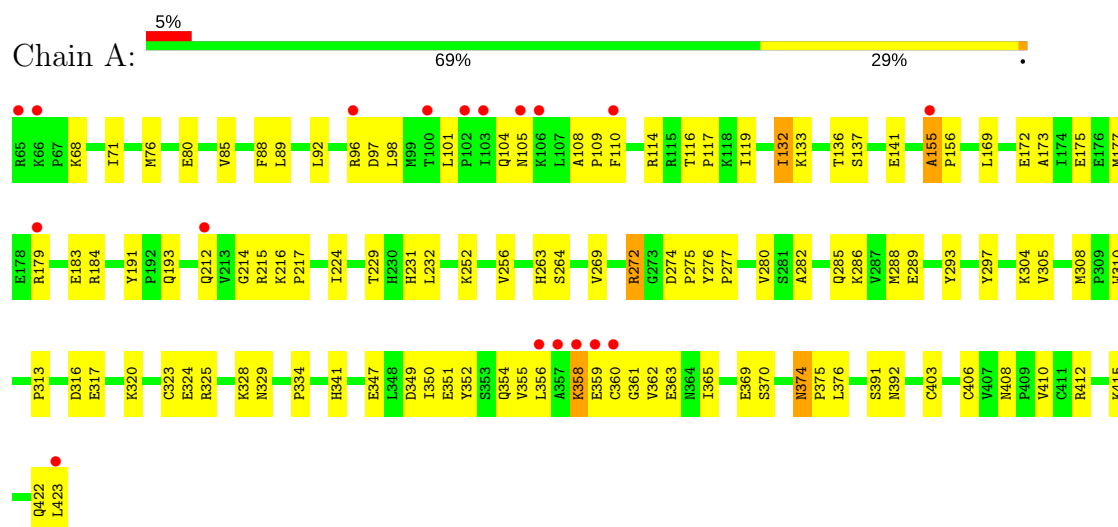 5%
Chain A:
69% 29% •
R65 K66 P67 K68 I71 M76 E80 V85 F88 L89 L92 R96 D97 L98 M99 T100 L101 P102 I103 Q104 N105 K106 L107 A108 P109 F110 R114 R115 T116 P117 K118 I119 I132 K133 T136 S137 E141 A155 P156 L169 E172 A173 I174 E175 E176 M177
E178 R179 E183 R184 Y191 P192 Q193 Q212 V213 G214 R215 K216 P217 I224 T229 H230 H231 L232 K252 V256 H263 S264 V269 R272 G273 D274 P275 Y276 P277 V280 S281 A282 Q285 K286 V287 M288 E289 Y293 Y297 K304 V305 M308 P309 W310
P313 D316 E317 K320 C323 E324 R325 K328 N329 P334 H341 E347 L348 D349 I350 E351 Y352 S353 Q354 V355 L356 A357 K358 E359 C360 G361 V362 E363 N364 I365 E369 S370 N374 P375 L376 S391 N392 C403 C406 V407 N408 P409 V410 C411 R412 K415
Q422 L423